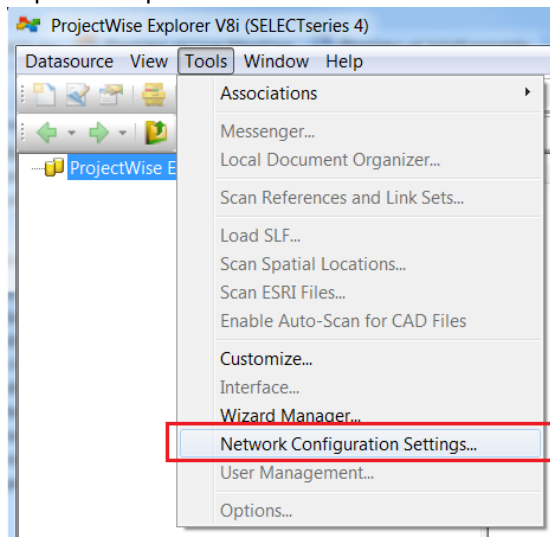 ProjectWise Explorer V8i (SELECTseries 4)
Datasource View Tools Window Help
Associations
Messenger...
Local Document Organizer...
ProjectWise E
Scan References and Link Sets...
Load SLF...
Scan Spatial Locations...
Scan ESRI Files...
Enable Auto-Scan for CAD Files
Customize...
Interface...
Wizard Manager...
Network Configuration Settings...
User Management...
Options...